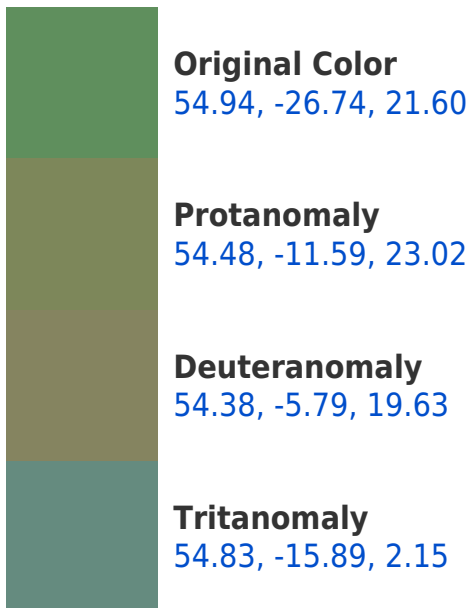 Original Color
54.94, -26.74, 21.60
Protanomaly
54.48, -11.59, 23.02
Deuteranomaly
54.38, -5.79, 19.63
Tritanomaly
54.83, -15.89, 2.15